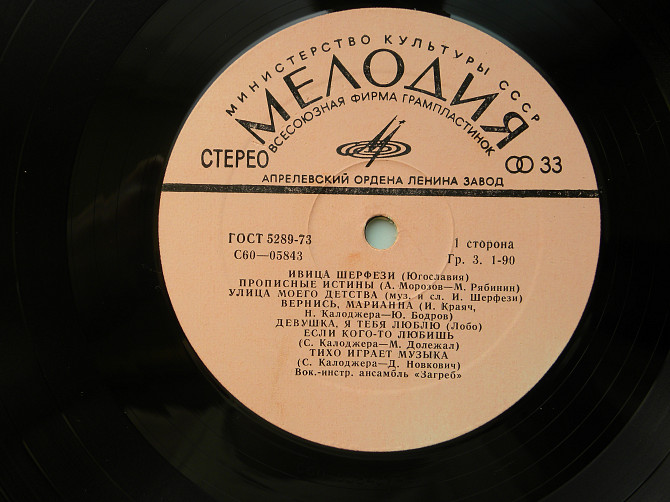 МИНИСТЕРСТВО КУЛЬТУРЫ СССР
МЕЛОДИЯ
ВСЕСОЮЗНАЯ ФИРМА ГРАМПЛАСТИНОК
СТЕРЕО 33
АПРЕЛЕВСКИЙ ОРДЕНА ЛЕНИНА ЗАВОД
ГОСТ 5289-73 1 сторона
С60—05843 Гр. 3. 1-90
ИВИЦА ШЕРФЕЗИ (Югославия)
ПРОПИСНЫЕ ИСТИНЫ (А. Морозов—М. Рябинин)
УЛИЦА МОЕГО ДЕТСТВА (муз. и сл. И. Шерфези)
ВЕРНИСЬ, МАРИАННА (И. Краяч,
Н. Калоджера—Ю. Бодров)
ДЕВУШКА, Я ТЕБЯ ЛЮБЛЮ (Лобо)
ЕСЛИ КОГО-ТО ЛЮБИШЬ
(С. Калоджера—М. Долежал)
ТИХО ИГРАЕТ МУЗЫКА
(С. Калоджера—Д. Новкович)
Вок.-инстр. ансамбль «Загреб»